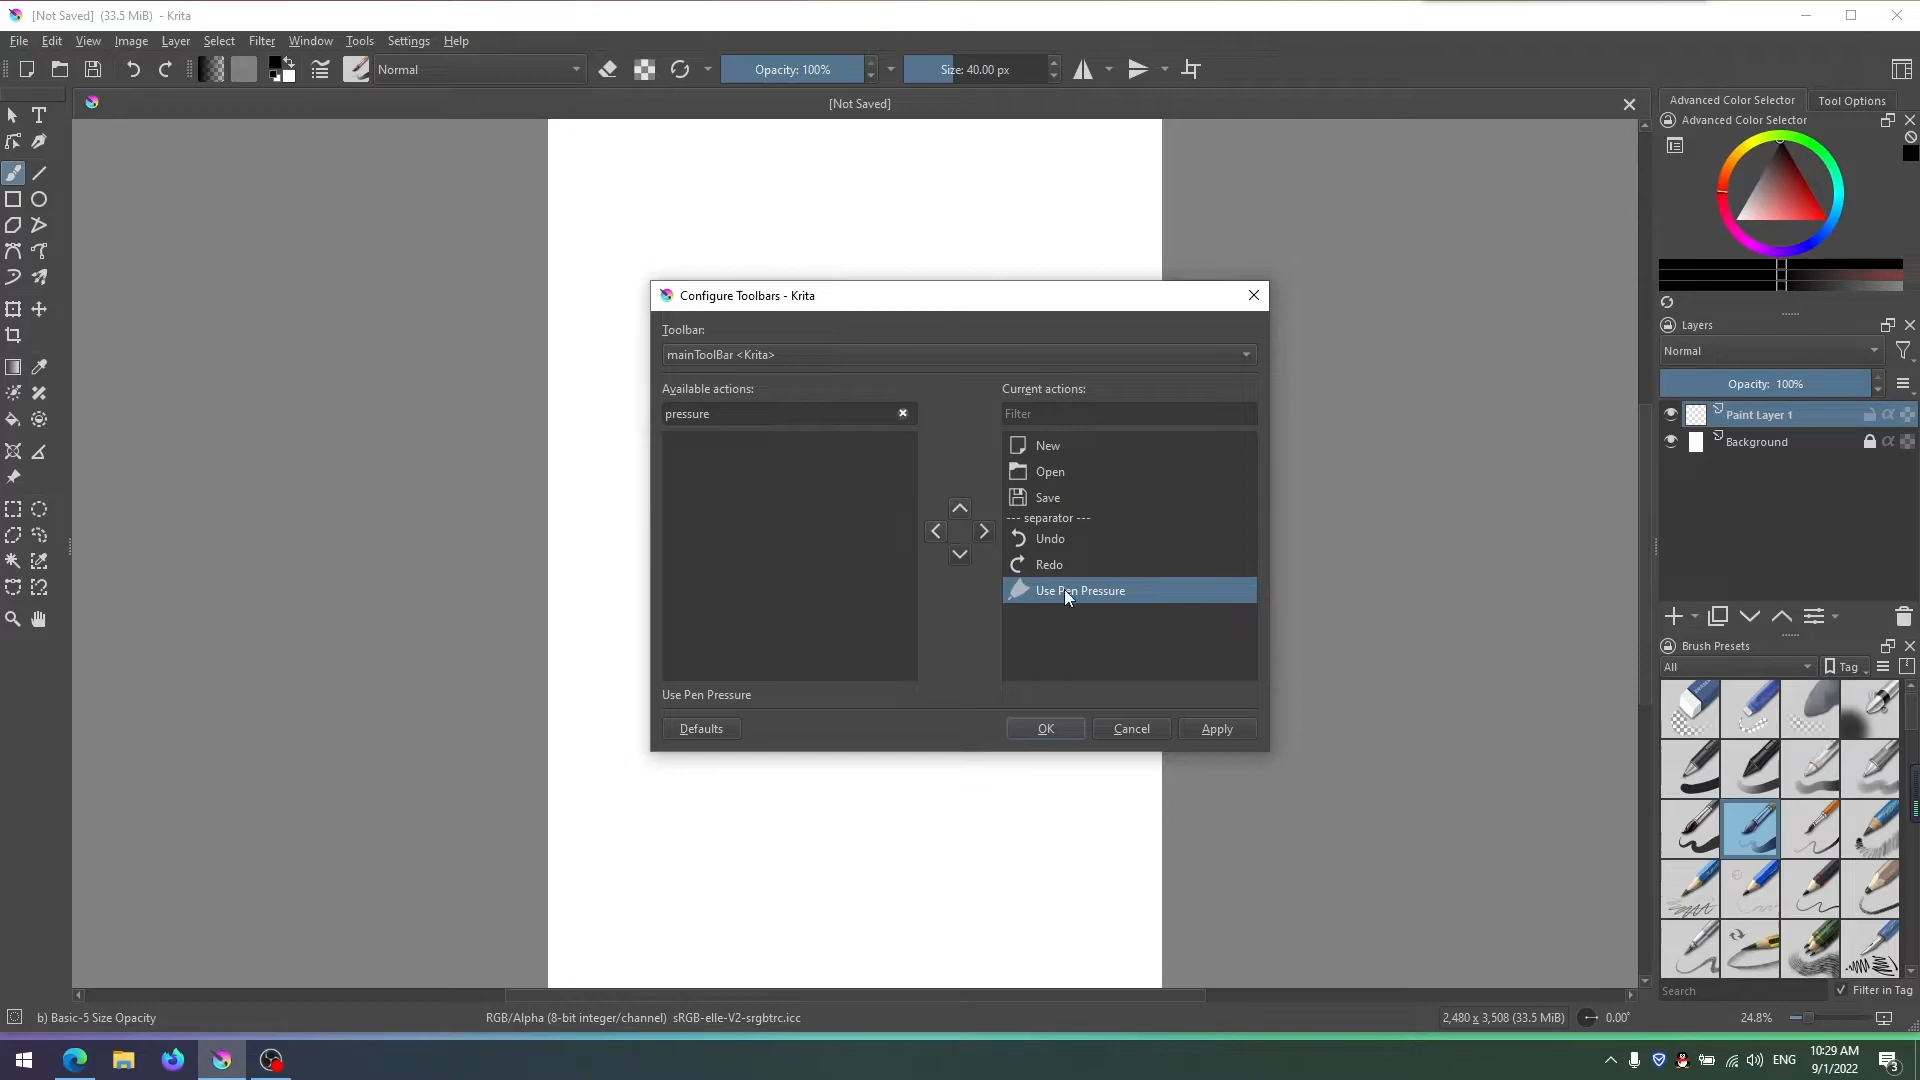 [Not Saved]  (33.5 MiB)  - Krita
File  Edit  View  Image  Layer  Select  Filter  Window  Tools  Settings  Help
Normal  Opacity: 100%  Size: 40.00 px
[Not Saved]
Advanced Color Selector  Tool Options
Advanced Color Selector
Configure Toolbars - Krita
Toolbar:
mainToolBar <Krita>
Available actions:  Current actions:
pressure  Filter
New
Open
Save
--- separator ---
Undo
Redo
Use Pen Pressure
Use Pen Pressure
Defaults  OK  Cancel  Apply
Layers
Normal
Opacity:  100%
Paint Layer 1
Background
Brush Presets
All  Tag
Search  Filter in Tag
b) Basic-5 Size Opacity  RGB/Alpha (8-bit integer/channel)  sRGB-elle-V2-srgbtrc.icc  2,480 x 3,508 (33.5 MiB)  0.00°  24.8%
ENG  10:29 AM
9/1/2022  3